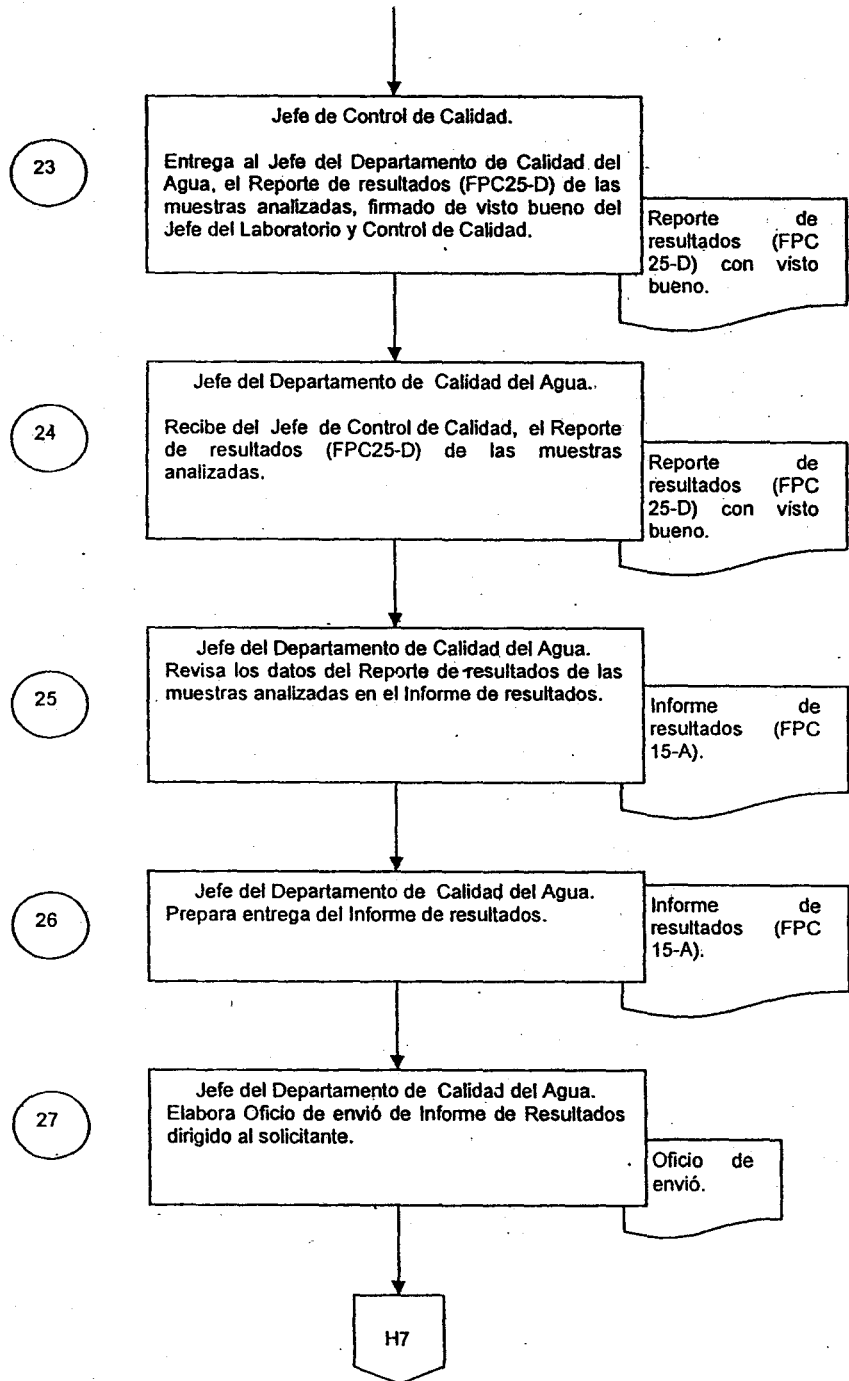 23
Jefe de Control de Calidad.
Entrega al Jefe del Departamento de Calidad del
Agua, el Reporte de resultados (FPC25-D) de las
muestras analizadas, firmado de visto bueno del
Jefe del Laboratorio y Control de Calidad.
Reporte de
resultados (FPC
25-D) con visto
bueno.
24
Jefe del Departamento de Calidad del Agua.
Recibe del Jefe de Control de Calidad, el Reporte
de resultados (FPC25-D) de las muestras
analizadas.
Reporte de
resultados (FPC
25-D) con visto
bueno.
25
Jefe del Departamento de Calidad del Agua.
Revisa los datos del Reporte de resultados de las
muestras analizadas en el Informe de resultados.
Informe de
resultados (FPC
15-A).
26
Jefe del Departamento de Calidad del Agua.
Prepara entrega del Informe de resultados.
Informe de
resultados (FPC
15-A).
27
Jefe del Departamento de Calidad del Agua.
Elabora Oficio de envió de Informe de Resultados
dirigido al solicitante.
Oficio de
envió.
H7